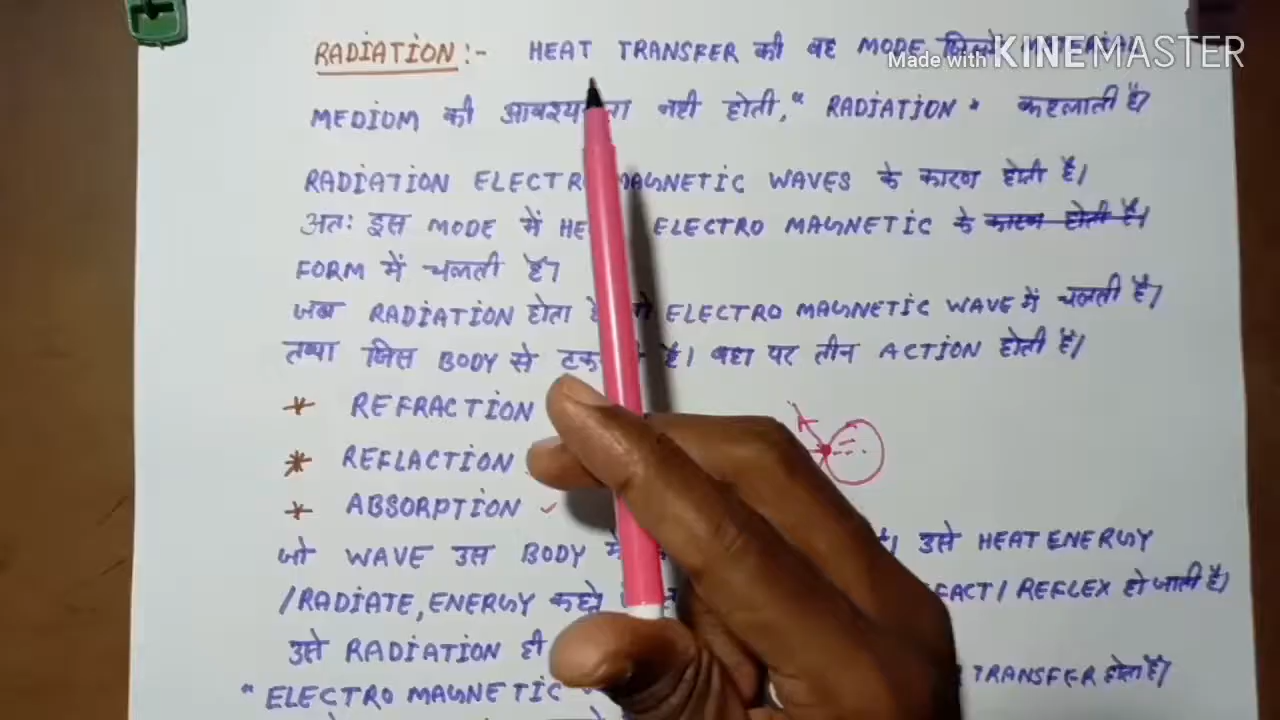 RADIATION :- HEAT TRANSFER की वह MODE
Made with KINEMASTER
MEDIOM की नही होती, " RADIATION " कहलाती है।
RADIATION WAVES के कारण होती है।
अतः इस MODE में ELECTRO MAGNETIC के कारण होती है।
FORM में चलती है।
जब RADIATION होता ELECTRO MAGNETIC WAVE में चलती है।
तथा जिस BODY से है। वहा पर तीन ACTION होती है।
* REFRACTION
* REFLACTION
* ABSORPTION ✓
जो WAVE उस BODY उसे HEAT ENERGY
/RADIATE, ENERGY कहते / REFLEX हो जाती है।
उसे RADIATION ही
" ELECTRO MAGNETIC TRANSFER होता है।